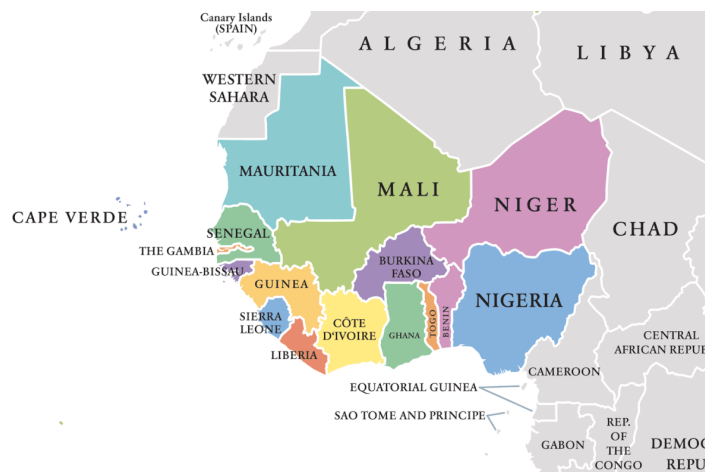 Canary Islands
(SPAIN)
ALGERIA
LIBYA
WESTERN
SAHARA
MAURITANIA
MALI
NIGER
CAPE VERDE
CHAD
SENEGAL
THE GAMBIA
GUINEA-BISSAU
BURKINA
FASO
GUINEA
NIGERIA
SIERRA
LEONE
CÔTE
D'IVOIRE
GHANA
TOGO
BENIN
LIBERIA
CENTRAL
AFRICAN REPU
CAMEROON
EQUATORIAL GUINEA
SAO TOME AND PRINCIPE
GABON
REP.
OF
THE
CONGO
DEMOC
REPU